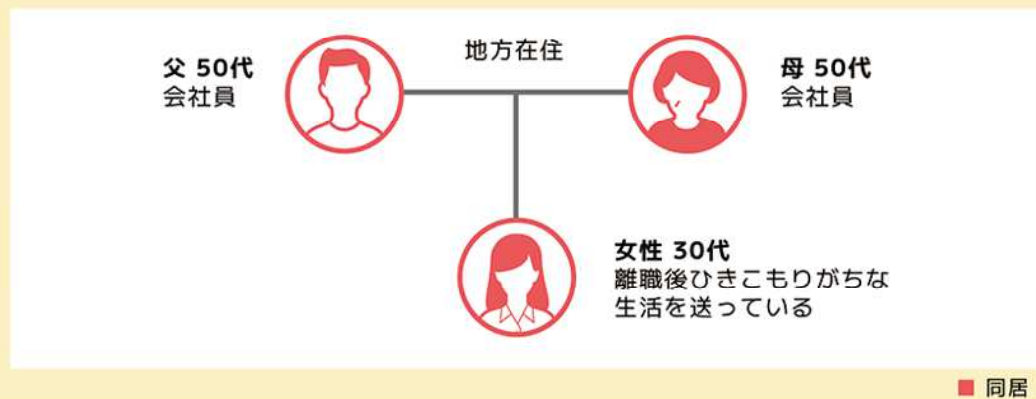 地方在住
父 50代
会社員
母 50代
会社員
女性 30代
離職後ひきこもりがちな
生活を送っている
同居